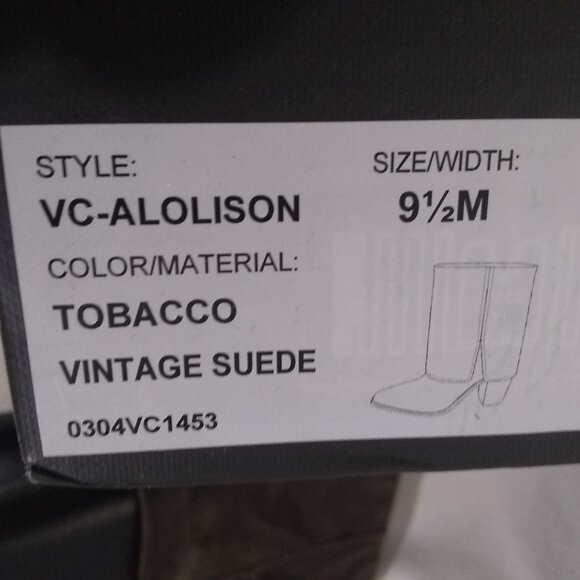 STYLE:
VC-ALOLISON
SIZE/WIDTH:
9½M
COLOR/MATERIAL:
TOBACCO
VINTAGE SUEDE
0304VC1453